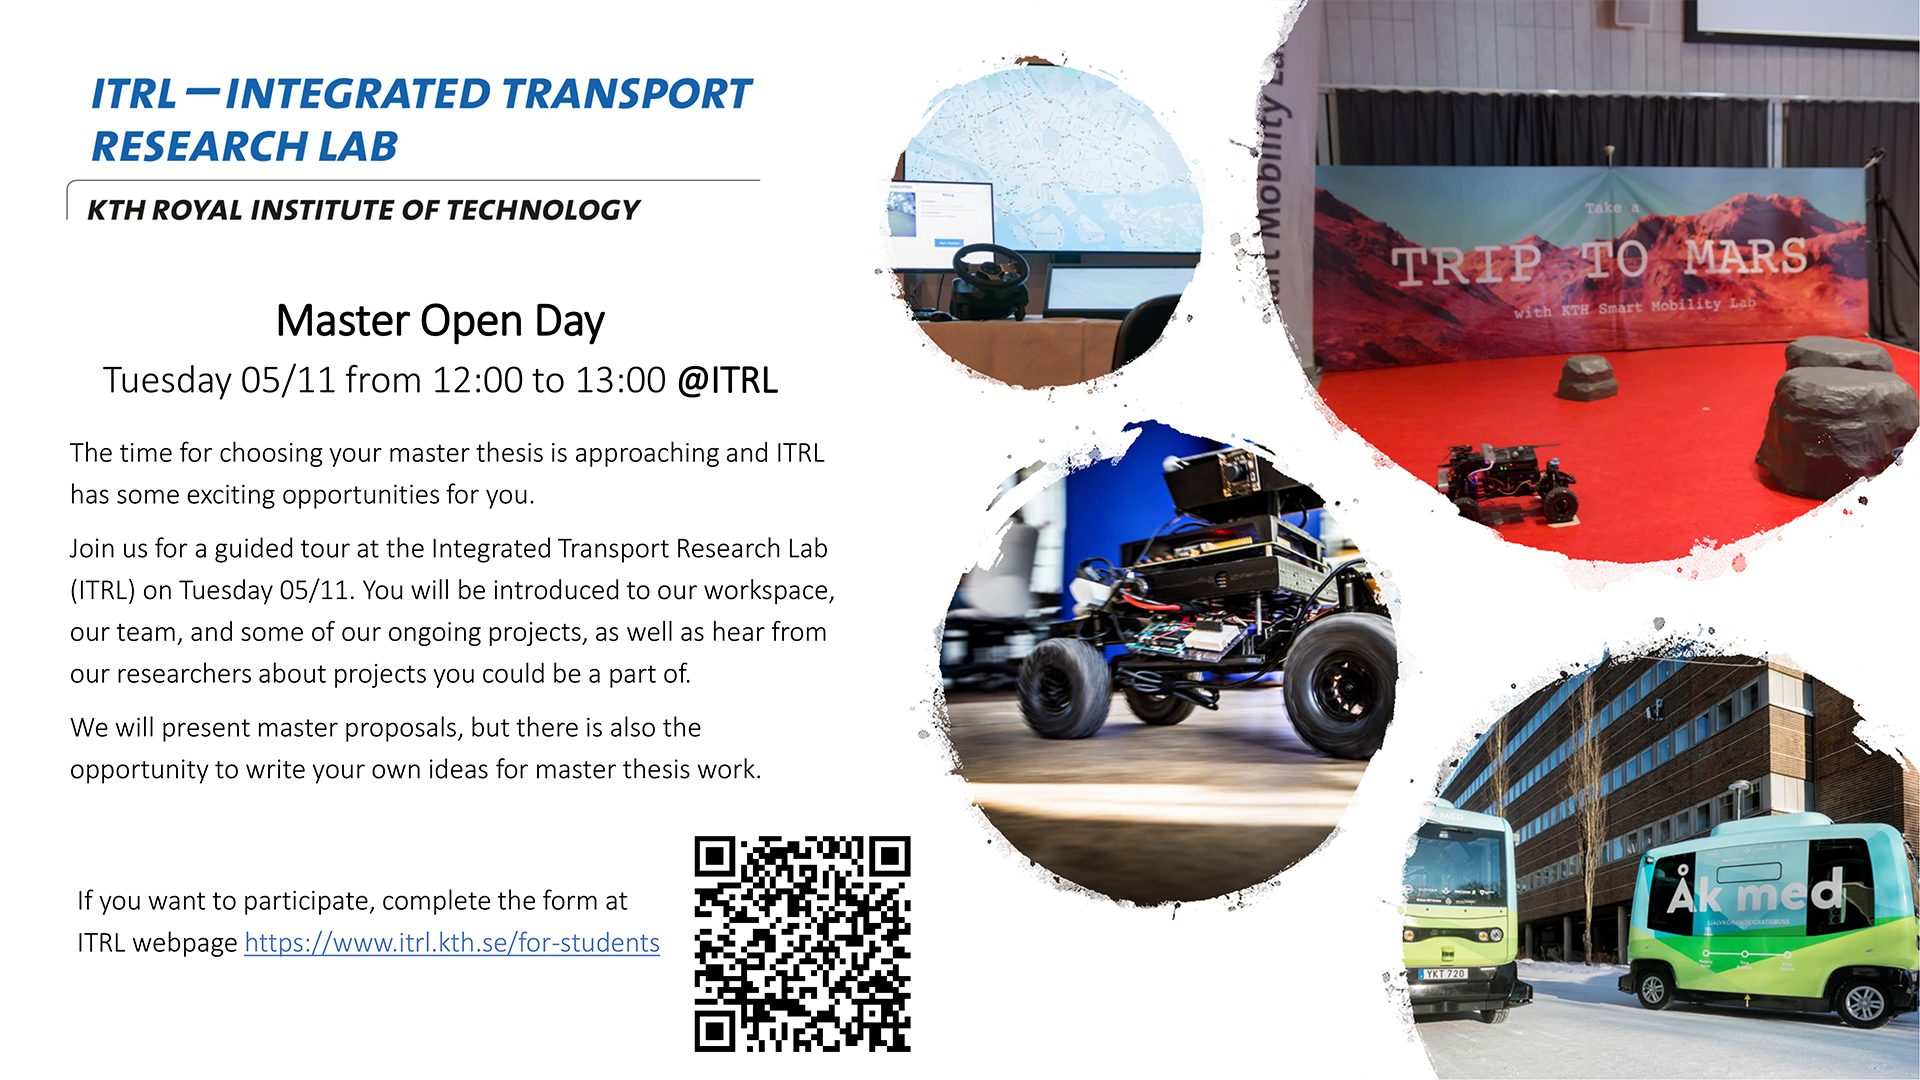 ITRL — INTEGRATED TRANSPORT
RESEARCH LAB
KTH ROYAL INSTITUTE OF TECHNOLOGY
Master Open Day
Tuesday 05/11 from 12:00 to 13:00 @ITRL
The time for choosing your master thesis is approaching and ITRL
has some exciting opportunities for you.
Join us for a guided tour at the Integrated Transport Research Lab
(ITRL) on Tuesday 05/11. You will be introduced to our workspace,
our team, and some of our ongoing projects, as well as hear from
our researchers about projects you could be a part of.
We will present master proposals, but there is also the
opportunity to write your own ideas for master thesis work.
If you want to participate, complete the form at
ITRL webpage https://www.itrl.kth.se/for-students
Mobility
Take a
TRIP TO MARS
with KTH Smart Mobility Lab
MED
YKT 720
Åk med
SJÄLVKÖRANDE GRATISBUSS